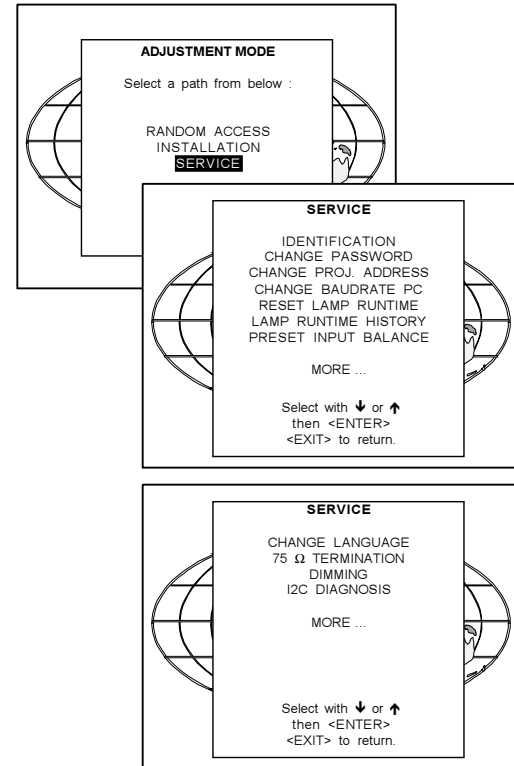 ADJUSTMENT MODE
Select a path from below :
RANDOM ACCESS
INSTALLATION
SERVICE
SERVICE
IDENTIFICATION
CHANGE PASSWORD
CHANGE PROJ. ADDRESS
CHANGE BAUDRATE PC
RESET LAMP RUNTIME
LAMP RUNTIME HISTORY
PRESET INPUT BALANCE
MORE ...
Select with ↓ or ↑
then <ENTER>
<EXIT> to return.
SERVICE
CHANGE LANGUAGE
75 Ω TERMINATION
DIMMING
I2C DIAGNOSIS
MORE ...
Select with ↓ or ↑
then <ENTER>
<EXIT> to return.